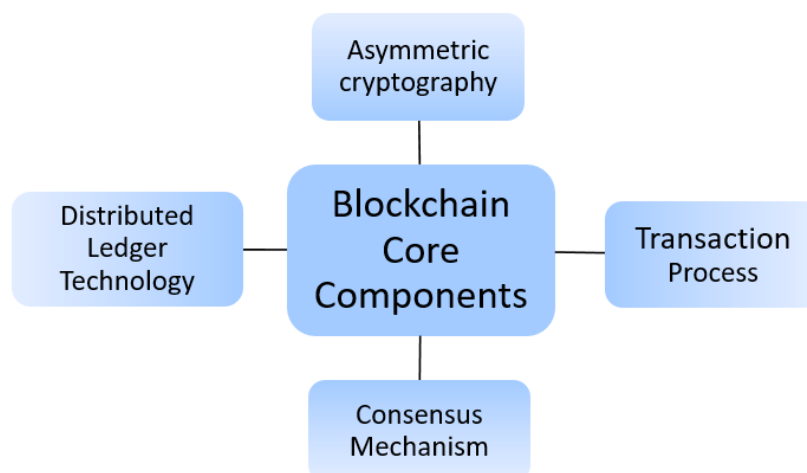 Asymmetric
cryptography
Distributed
Ledger
Technology
Blockchain
Core
Components
Transaction
Process
Consensus
Mechanism